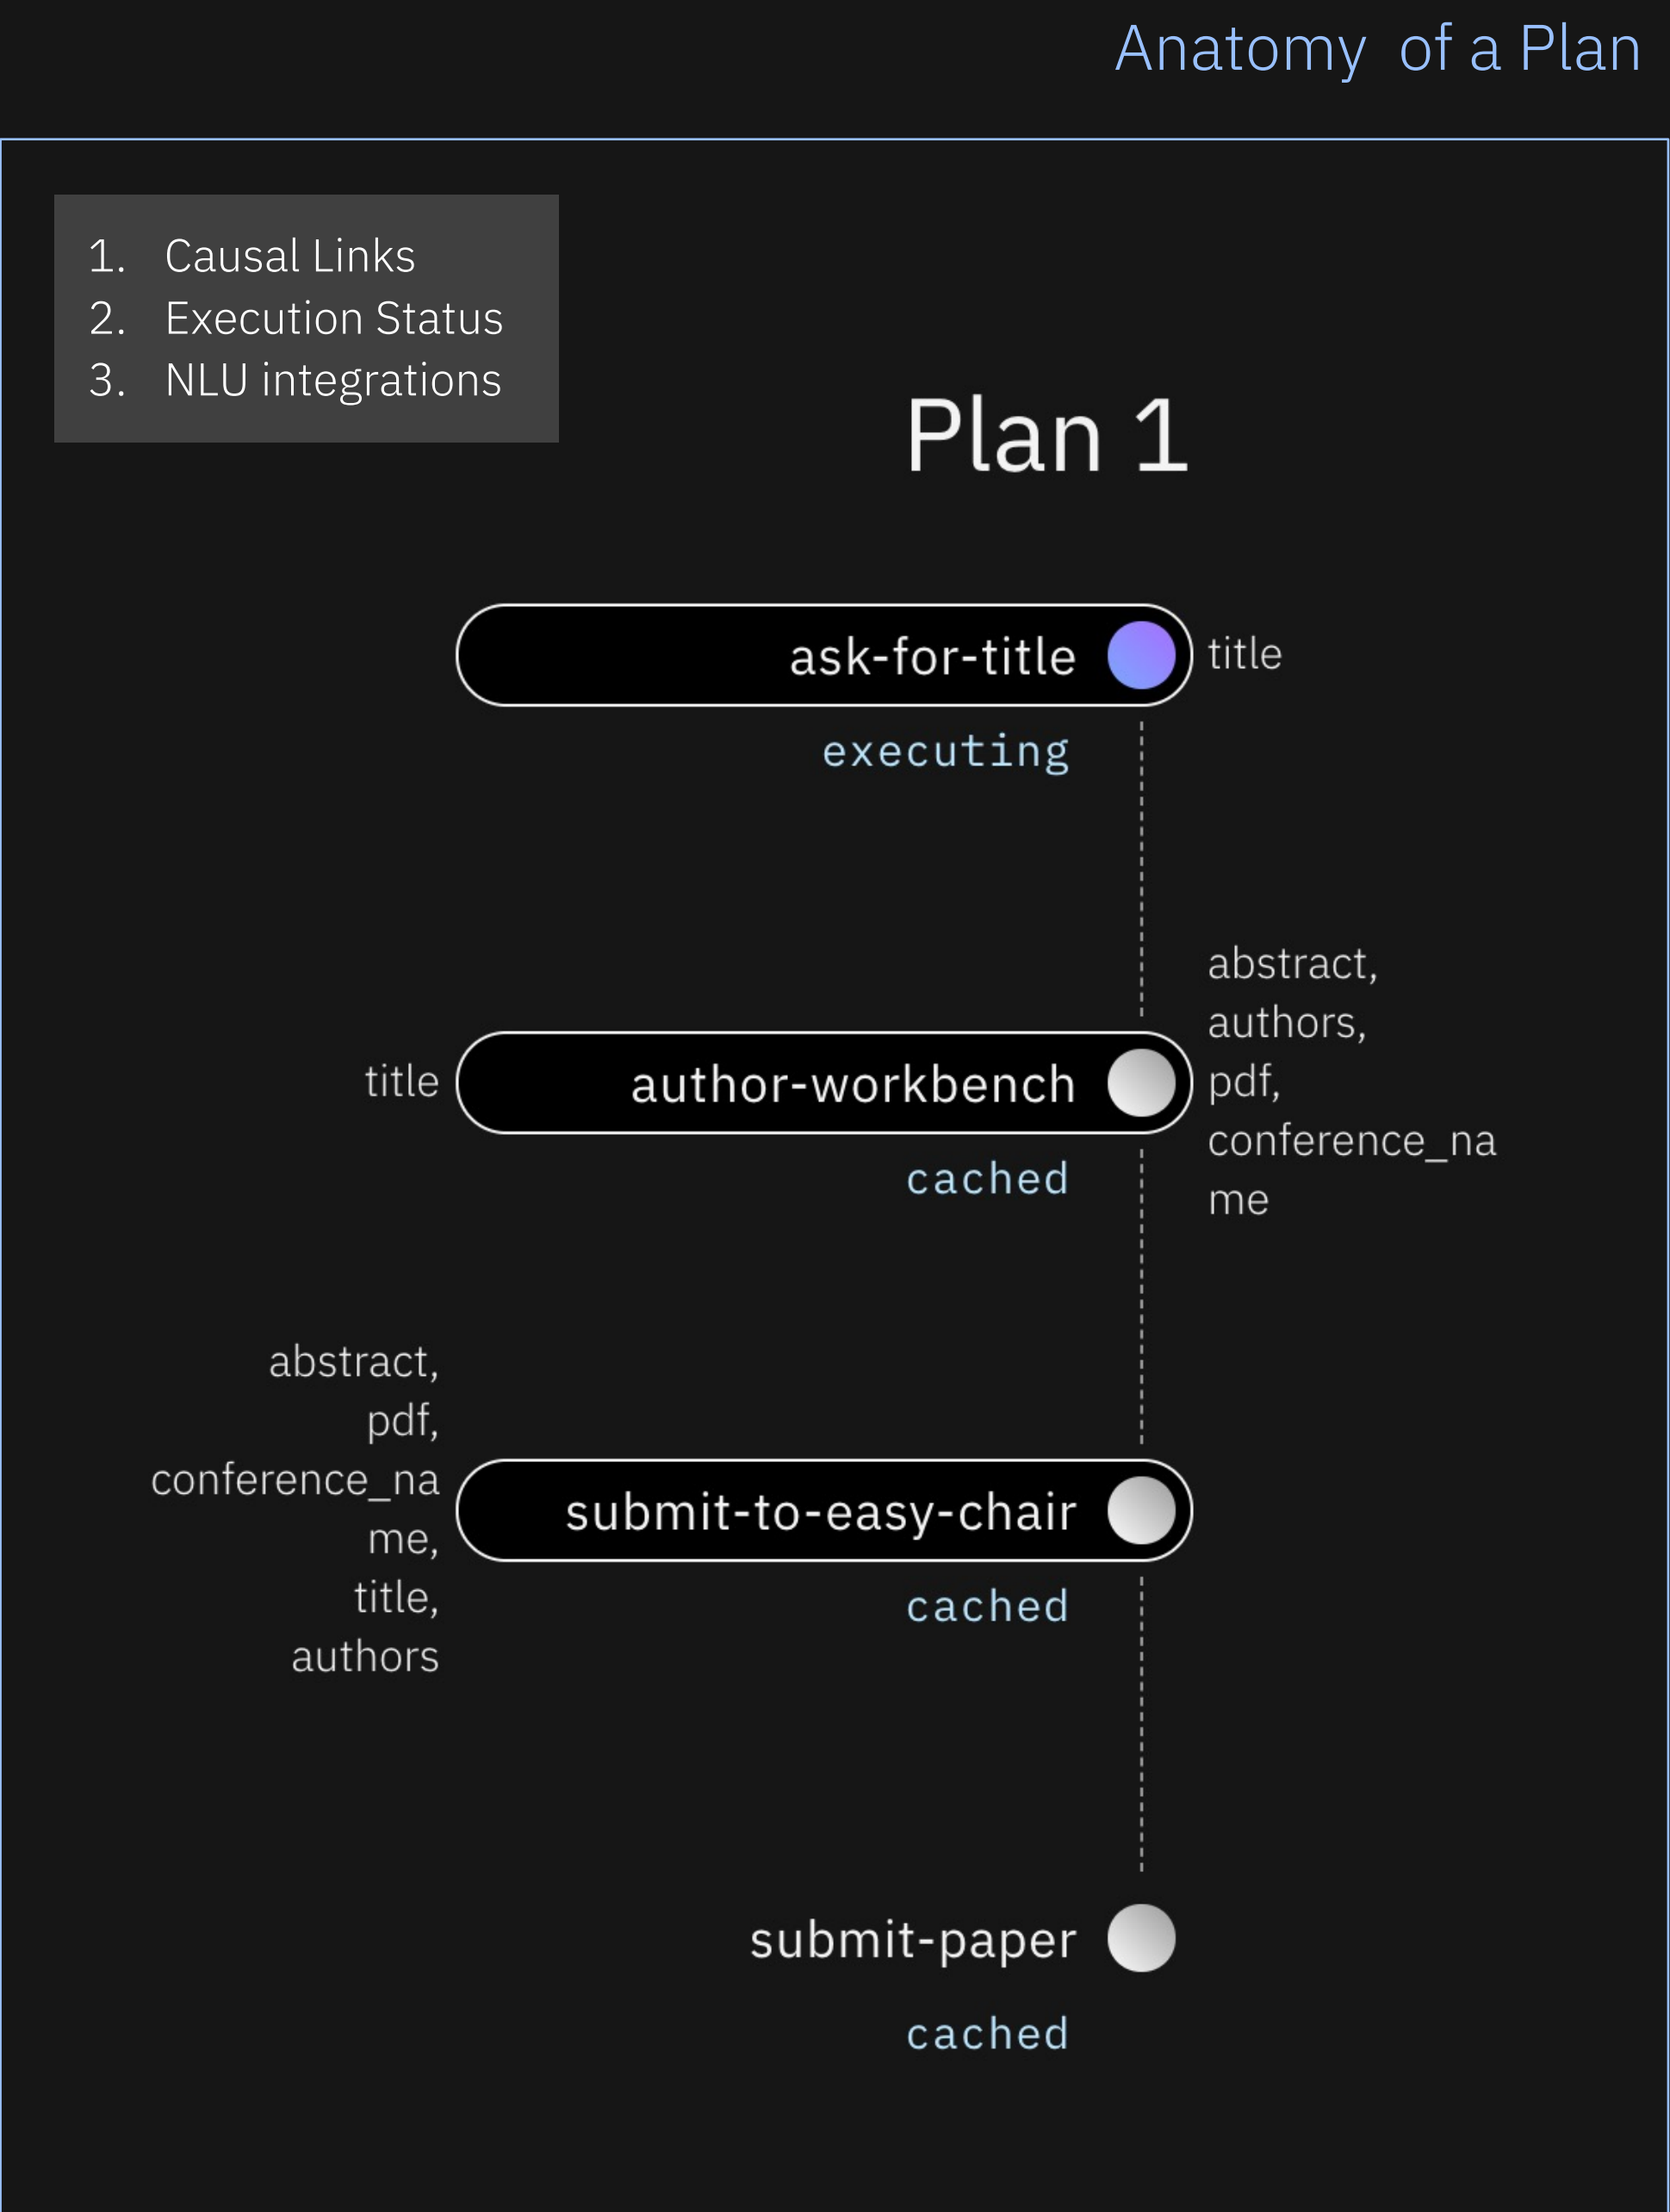 Anatomy of a Plan
1. Causal Links
2. Execution Status
3. NLU integrations
Plan 1
ask-for-title
title
executing
abstract,
authors,
pdf,
conference_na
me
title
author-workbench
cached
abstract,
pdf,
conference_na
me,
title,
authors
submit-to-easy-chair
cached
submit-paper
cached